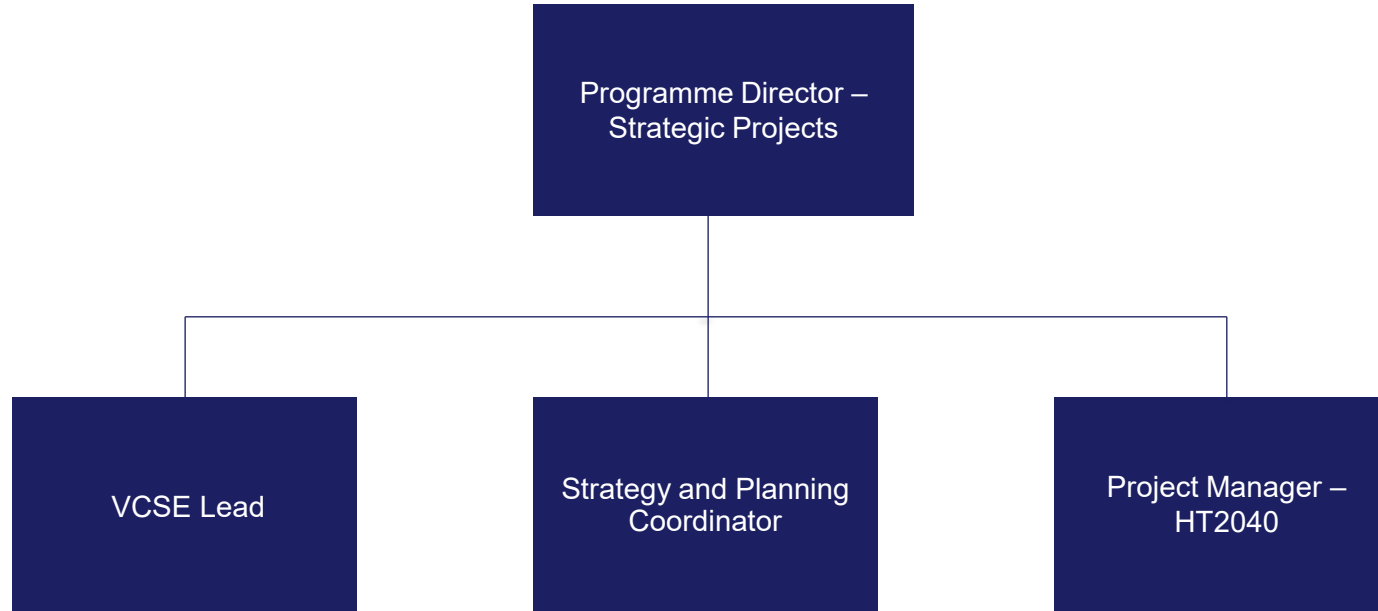 Programme Director –
Strategic Projects
VCSE Lead
Strategy and Planning
Coordinator
Project Manager –
HT2040